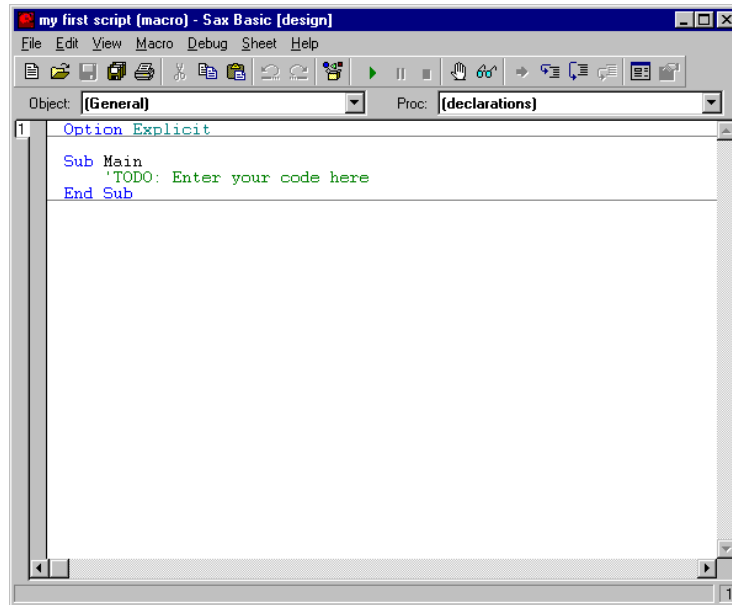 my first script (macro) - Sax Basic [design]
File Edit View Macro Debug Sheet Help
Object: (General) Proc: (declarations)
1 Option Explicit
Sub Main
'TODO: Enter your code here
End Sub
1